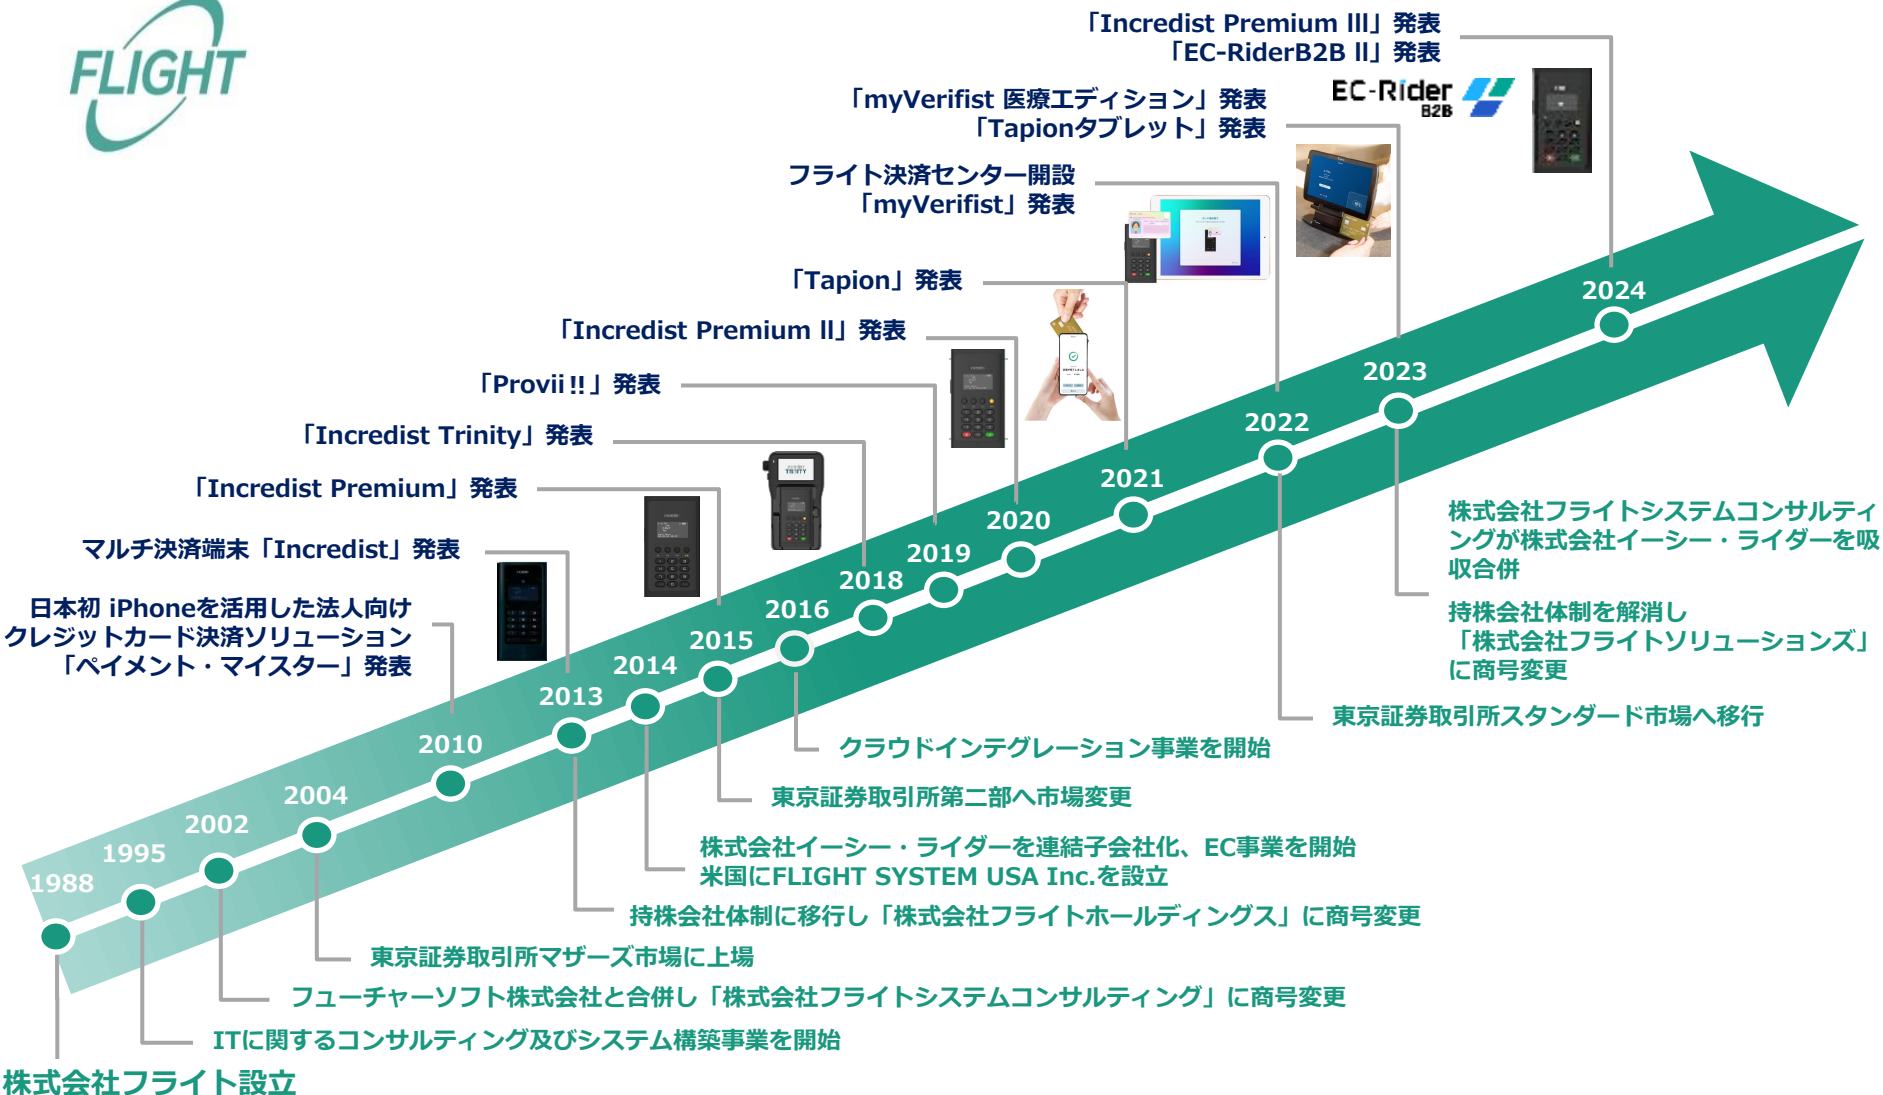 FLIGHT
「Incredist Premium Ⅲ」発表
「EC-RiderB2B Ⅱ」発表
EC-Rider
B2B
「myVerifist 医療エディション」発表
「Tapionタブレット」発表
フライト決済センター開設
「myVerifist」発表
「Tapion」発表
「Incredist Premium Ⅱ」発表
「Provii‼」発表
「Incredist Trinity」発表
「Incredist Premium」発表
マルチ決済端末「Incredist」発表
日本初 iPhoneを活用した法人向け
クレジットカード決済ソリューション
「ペイメント・マイスター」発表
TRINITY
2024
2023
2022
2021
2020
2019
2018
2016
2015
2014
2013
2010
2004
2002
1995
1988
株式会社フライトシステムコンサルティ
ングが株式会社イーシー・ライダーを吸
収合併
持株会社体制を解消し
「株式会社フライトソリューションズ」
に商号変更
東京証券取引所スタンダード市場へ移行
クラウドインテグレーション事業を開始
東京証券取引所第二部へ市場変更
株式会社イーシー・ライダーを連結子会社化、EC事業を開始
米国にFLIGHT SYSTEM USA Inc.を設立
持株会社体制に移行し「株式会社フライトホールディングス」に商号変更
東京証券取引所マザーズ市場に上場
フューチャーソフト株式会社と合併し「株式会社フライトシステムコンサルティング」に商号変更
ITに関するコンサルティング及びシステム構築事業を開始
株式会社フライト設立